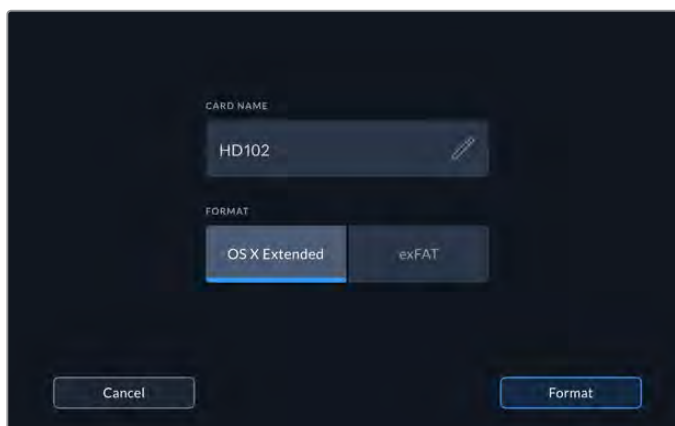 CARD NAME
HD102
FORMAT
OS X Extended exFAT
Cancel Format